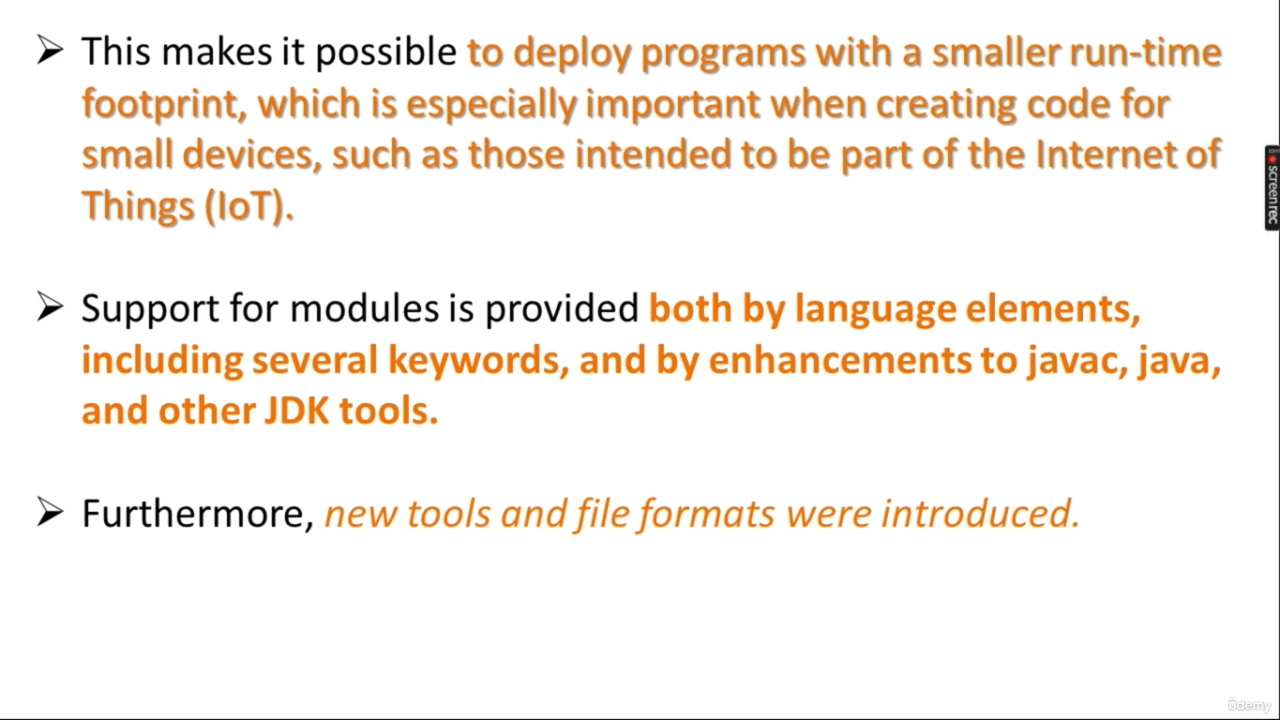 ➢ This makes it possible to deploy programs with a smaller run-time
footprint, which is especially important when creating code for
small devices, such as those intended to be part of the Internet of
Things (IoT).
➢ Support for modules is provided both by language elements,
including several keywords, and by enhancements to javac, java,
and other JDK tools.
➢ Furthermore, new tools and file formats were introduced.
screenrec
ûdemy